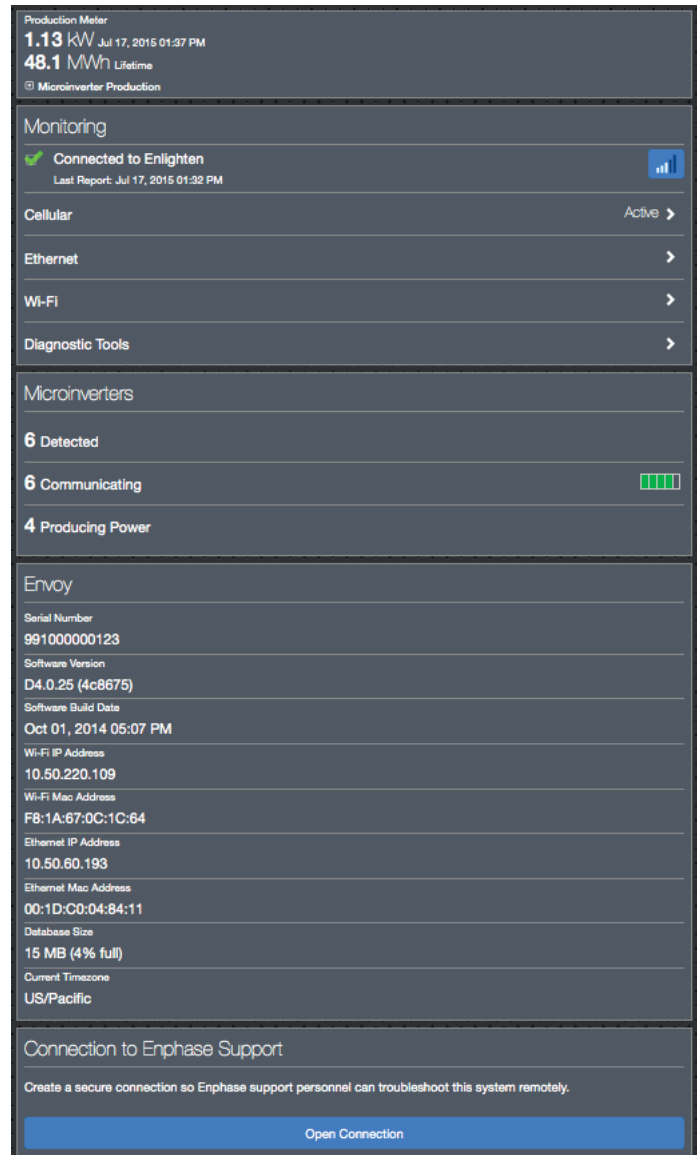 Production Meter
1.13 kW Jul 17, 2015 01:37 PM
48.1 MWh Lifetime
Microinverter Production
Monitoring
Connected to Enlighten
Last Report: Jul 17, 2015 01:32 PM
Cellular Active
Ethernet
Wi-Fi
Diagnostic Tools
Microinverters
6 Detected
6 Communicating
4 Producing Power
Envoy
Serial Number
991000000123
Software Version
D4.0.25 (4c8675)
Software Build Date
Oct 01, 2014 05:07 PM
Wi-Fi IP Address
10.50.220.109
Wi-Fi Mac Address
F8:1A:67:0C:1C:64
Ethernet IP Address
10.50.60.193
Ethernet Mac Address
00:1D:C0:04:84:11
Database Size
15 MB (4% full)
Current Timezone
US/Pacific
Connection to Enphase Support
Create a secure connection so Enphase support personnel can troubleshoot this system remotely.
Open Connection